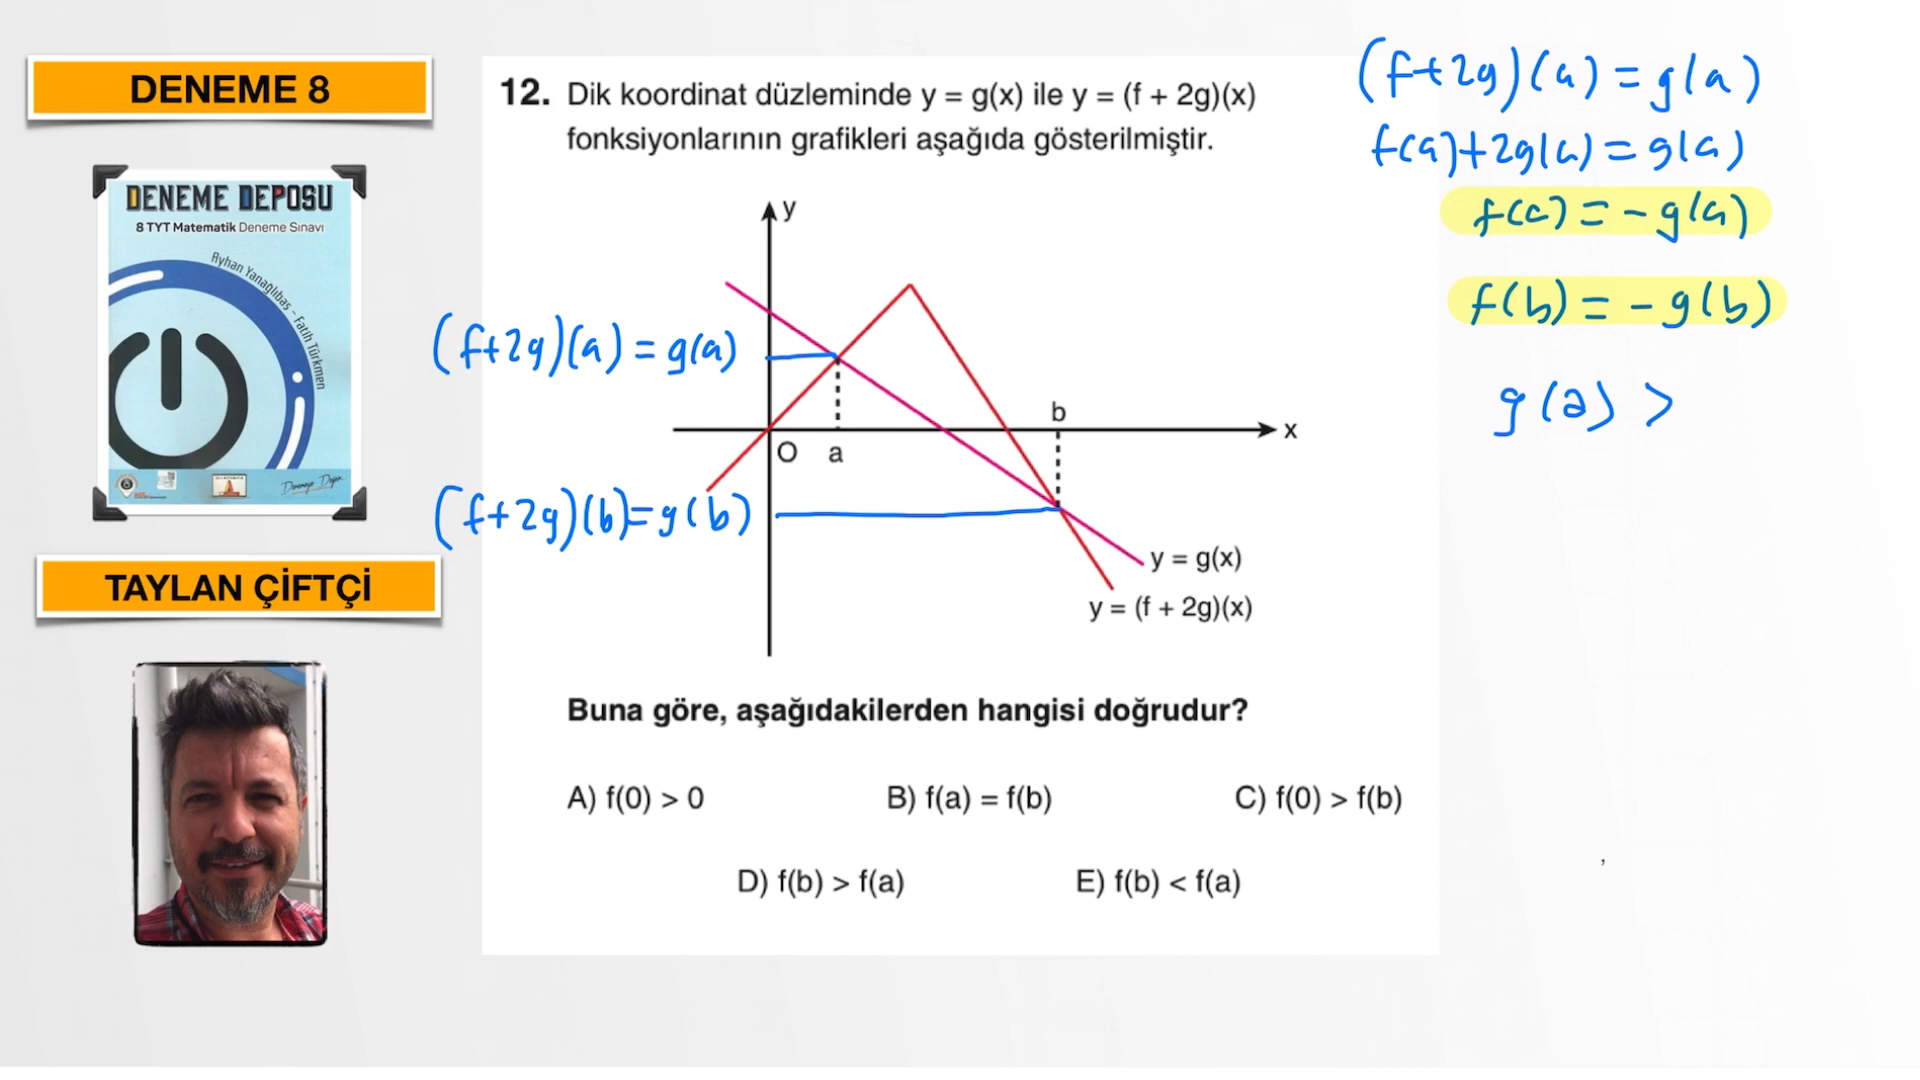 DENEME 8
DENEME DEPOSU
8 TYT Matematik Deneme Sınavı
Ayhan Yanağlıbaş - Fatih Türkmen
TAYLAN ÇİFTÇİ
12. Dik koordinat düzleminde y = g(x) ile y = (f + 2g)(x)
fonksiyonlarının grafikleri aşağıda gösterilmiştir.
y
(f+2g)(a) = g(a)
b
x
O a
(f+2g)(b)=g(b)
y = g(x)
y = (f + 2g)(x)
Buna göre, aşağıdakilerden hangisi doğrudur?
A) f(0) > 0 B) f(a) = f(b) C) f(0) > f(b)
D) f(b) > f(a) E) f(b) < f(a)
(f+2g)(a) = g(a)
f(a)+2g(a) = g(a)
f(a) = -g(a)
f(b) = -g(b)
g(a) >